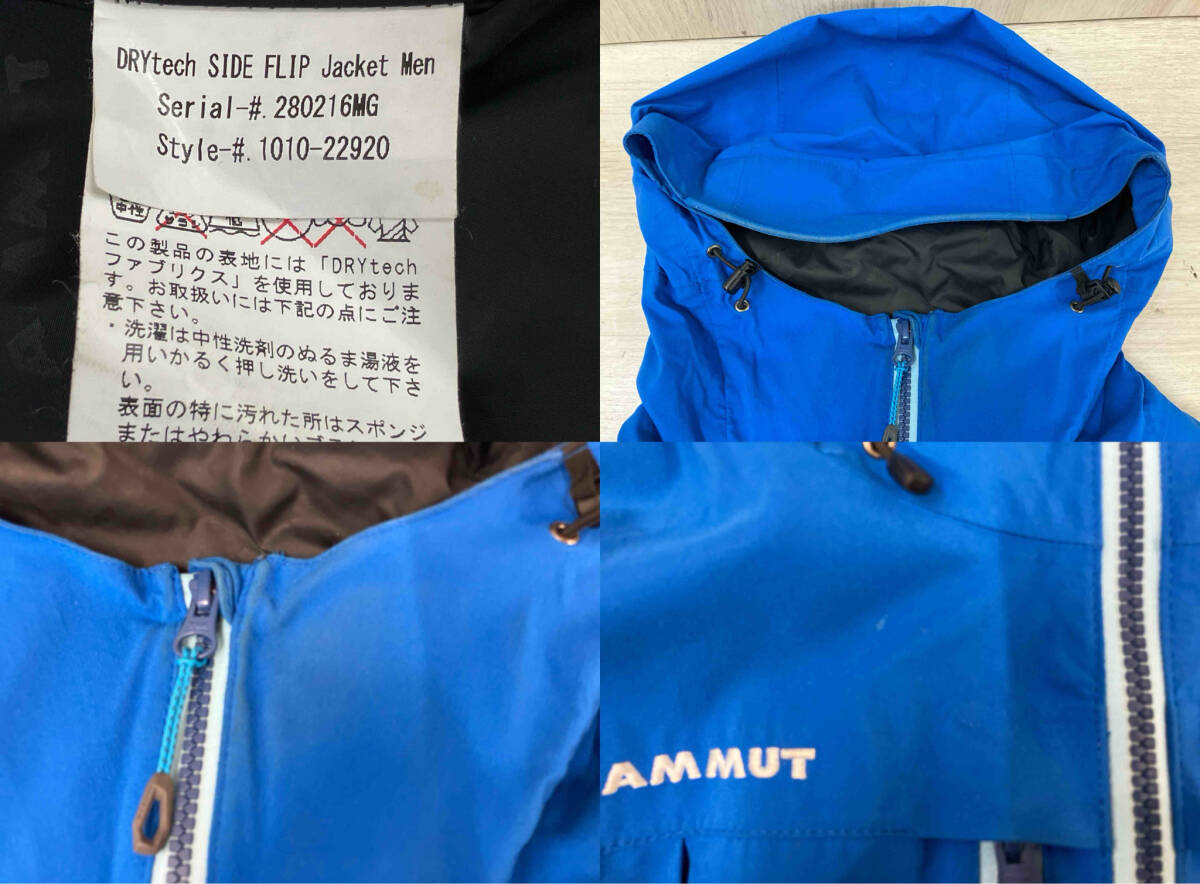 DRYtech SIDE FLIP Jacket Men
Serial-#.280216MG
Style-#.1010-22920
中性
この製品の表地には「DRYtech
ファブリクス」を使用しておりま
す。お取扱いには下記の点にご注
意下さい。
・洗濯は中性洗剤のぬるま湯液を
用いかるく押し洗いをして下さ
い。
表面の特に汚れた所はスポンジ
AMMUT